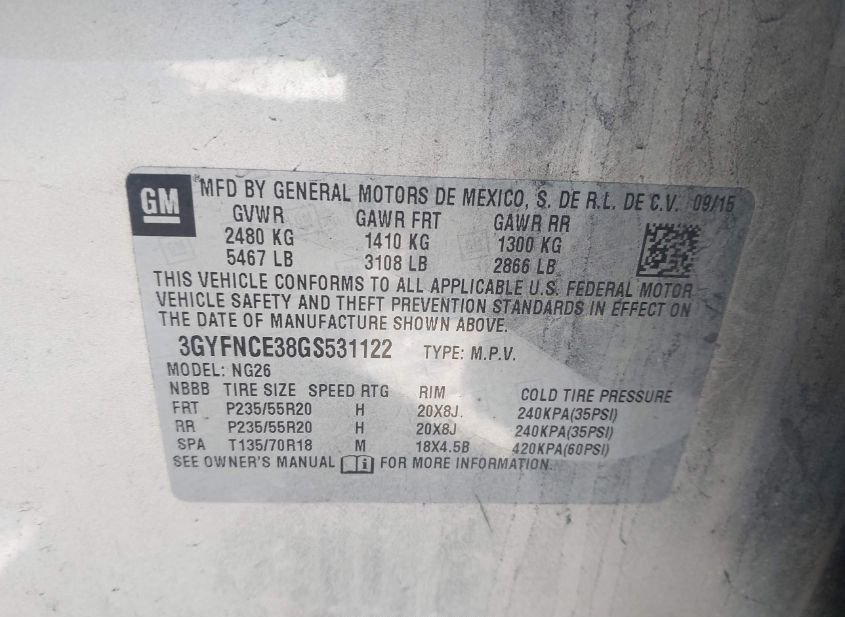 GM
MFD BY GENERAL MOTORS DE MEXICO, S. DE R.L. DE C.V. 09/15
GVWR GAWR FRT GAWR RR
2480 KG 1410 KG 1300 KG
5467 LB 3108 LB 2866 LB
THIS VEHICLE CONFORMS TO ALL APPLICABLE U.S. FEDERAL MOTOR
VEHICLE SAFETY AND THEFT PREVENTION STANDARDS IN EFFECT ON
THE DATE OF MANUFACTURE SHOWN ABOVE.
3GYFNCE38GS531122 TYPE: M.P.V.
MODEL: NG26
NBBB TIRE SIZE SPEED RTG RIM COLD TIRE PRESSURE
FRT P235/55R20 H 20X8J 240KPA(35PSI)
RR P235/55R20 H 20X8J 240KPA(35PSI)
SPA T135/70R18 M 18X4.5B 420KPA(60PSI)
SEE OWNER'S MANUAL FOR MORE INFORMATION.